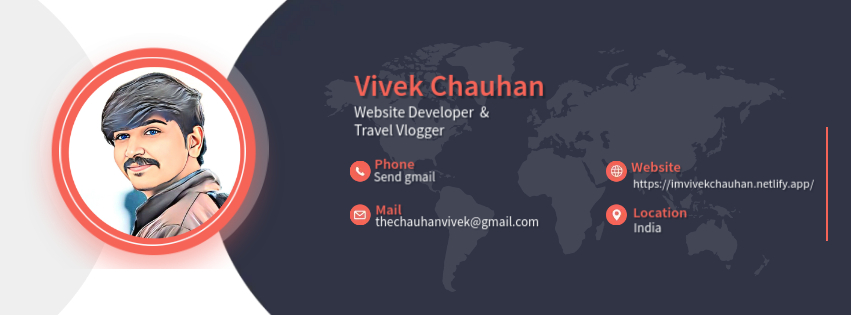 Vivek Chauhan
Website Developer &
Travel Vlogger
Phone
Send gmail
Mail
thechauhanvivek@gmail.com
Website
https://imvivekchauhan.netlify.app/
Location
India